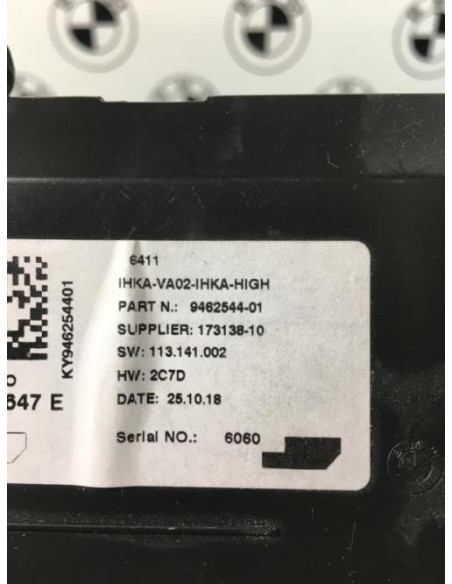 6411
IHKA-VA02-IHKA-HIGH
PART N.: 9462544-01
SUPPLIER: 173138-10
SW: 113.141.002
HW: 2C7D
DATE: 25.10.18
Serial NO.: 6060
KY946254401
O
647 E